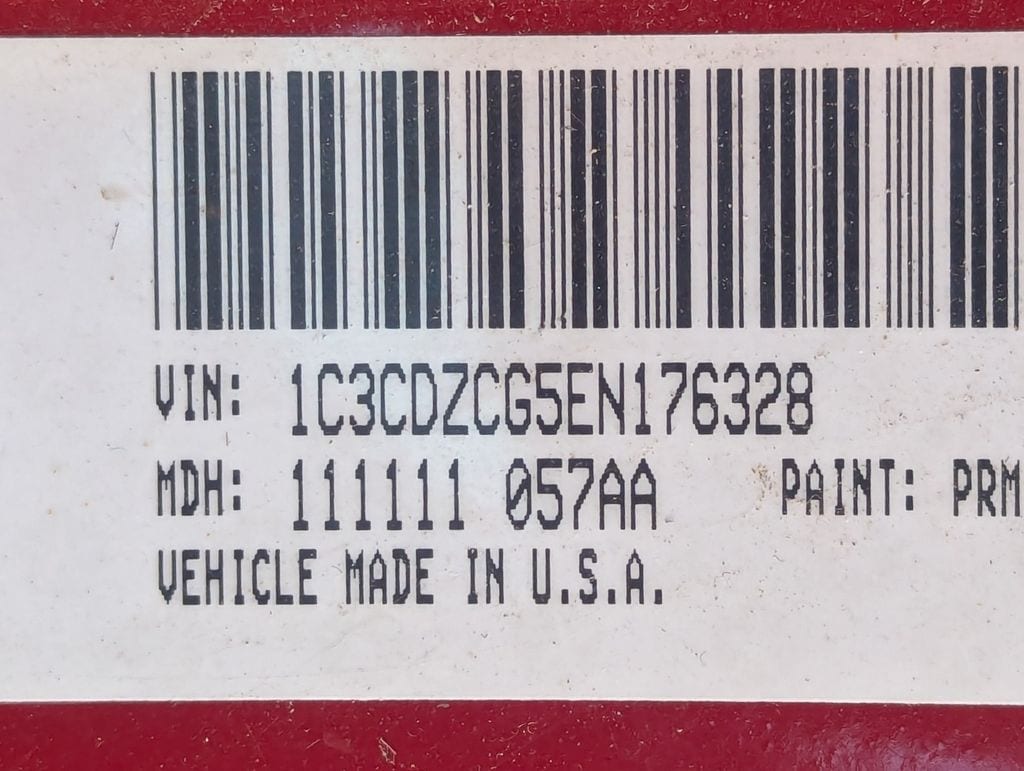 VIN: 1C3CDZCG5EN176328
MDH: 111111 057AA PAINT: PRM
VEHICLE MADE IN U.S.A.